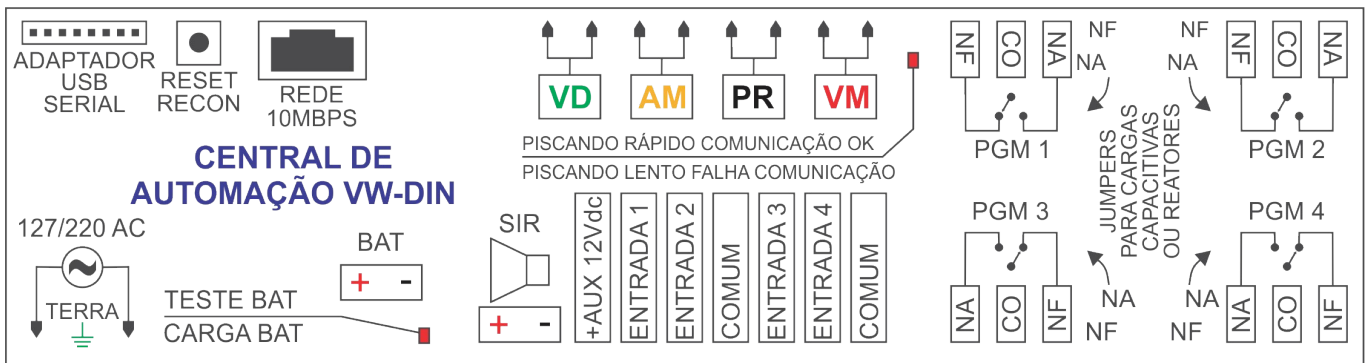 ADAPTADOR
USB
SERIAL
RESET
RECON
REDE
10MBPS
CENTRAL DE
AUTOMAÇÃO VW-DIN
127/220 AC
TERRA
BAT
+ -
TESTE BAT
CARGA BAT
VD AM PR VM
PISCANDO RÁPIDO COMUNICAÇÃO OK
PISCANDO LENTO FALHA COMUNICAÇÃO
SIR
+ -
+AUX 12Vdc
ENTRADA 1
ENTRADA 2
COMUM
ENTRADA 3
ENTRADA 4
COMUM
NF CO NA
PGM 1
NF
NA
NF
NA
NF CO NA
PGM 2
JUMPERS
PARA CARGAS
CAPACITIVAS
OU REATORES
PGM 3
NA CO NF
NA
NF
PGM 4
NA
NF
NA CO NF